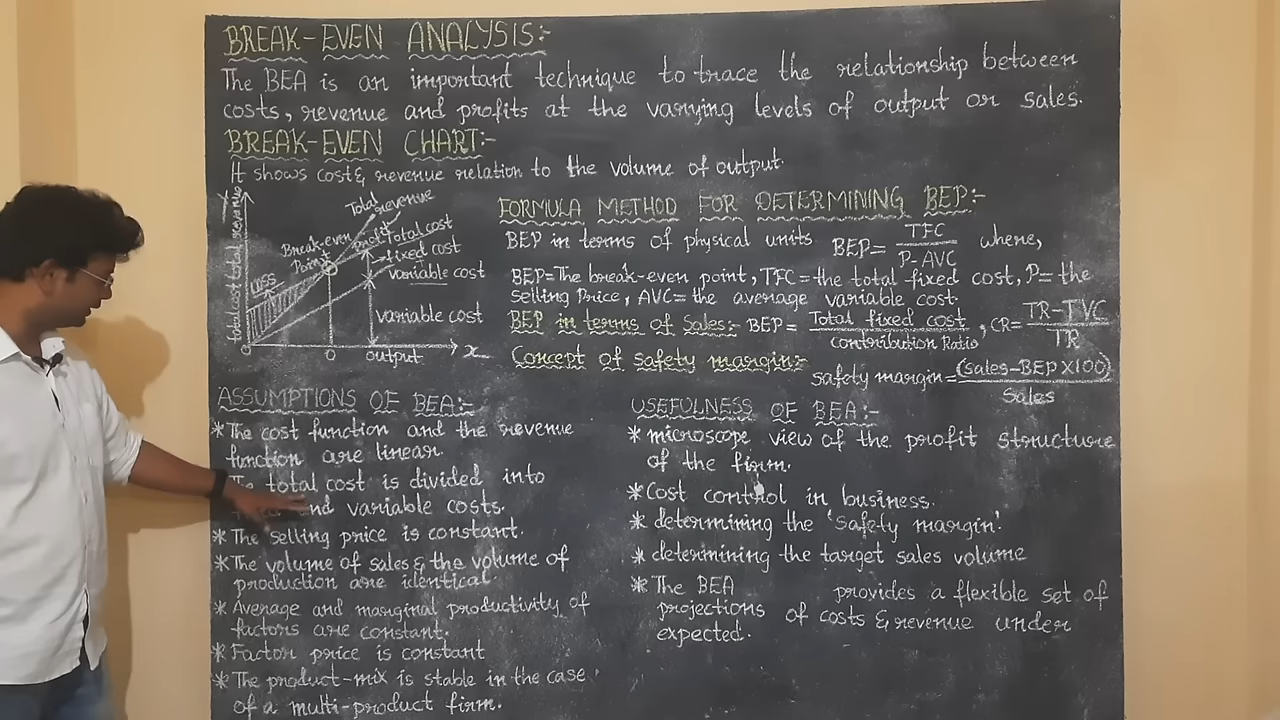 BREAK-EVEN ANALYSIS:-
The BEA is an important technique to trace the relationship between
costs, revenue and profits at the varying levels of output or sales.
BREAK-EVEN CHART:-
It shows cost & revenue relation to the volume of output.
Y
Total cost total revenue
Total revenue
Break-even Point
Profit
Total cost
fixed cost
variable cost
Loss
variable cost
O
O
output
x
FORMULA METHOD FOR DETERMINING BEP:-
BEP in terms of physical units BEP= TFC / P-AVC where,
BEP=The break-even point, TFC=the total fixed cost, P= the
selling Price, AVC= the average variable cost.
BEP in terms of Sales:- BEP= Total fixed cost / contribution Ratio, CR= TR-TVC / TR
Concept of safety margin:-
safety margin= (sales-BEP X100) / Sales
ASSUMPTIONS OF BEA:-
* The cost function and the revenue
function are linear.
total cost is divided into
and variable costs.
* The selling price is constant.
* The volume of sales & the volume of
production are identical.
* Average and marginal productivity of
factors are constant.
* Factor price is constant
* The product-mix is stable in the case
of a multi-product firm.
USEFULNESS OF BEA:-
* microscope view of the profit structure
of the firm.
* Cost control in business.
* determining the 'safety margin'.
* determining the target sales volume
* The BEA provides a flexible set of
projections of costs & revenue under
expected.